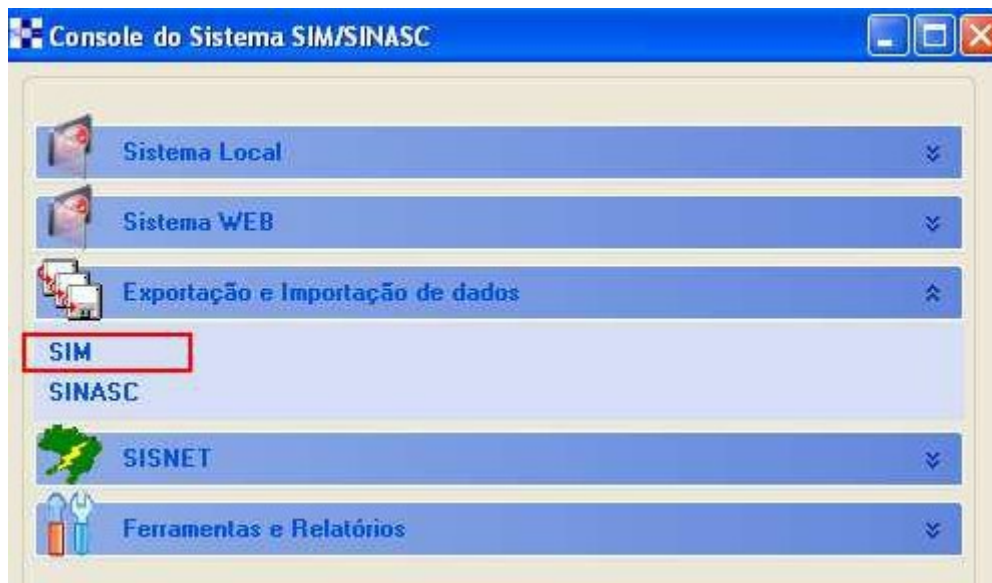 Console do Sistema SIM/SINASC
Sistema Local
Sistema WEB
Exportação e Importação de dados
SIM
SINASC
SISNET
Ferramentas e Relatórios